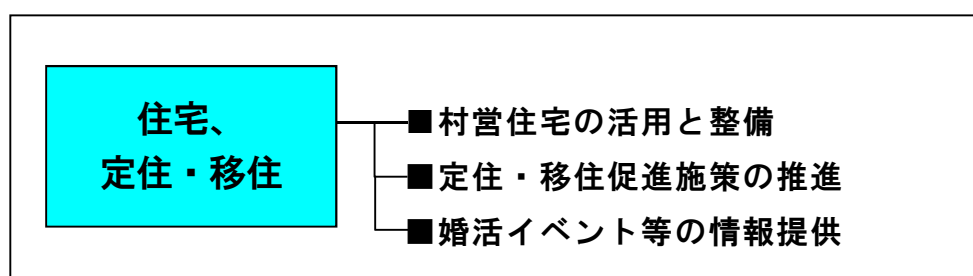 住宅、
定住・移住
■村営住宅の活用と整備
■定住・移住促進施策の推進
■婚活イベント等の情報提供